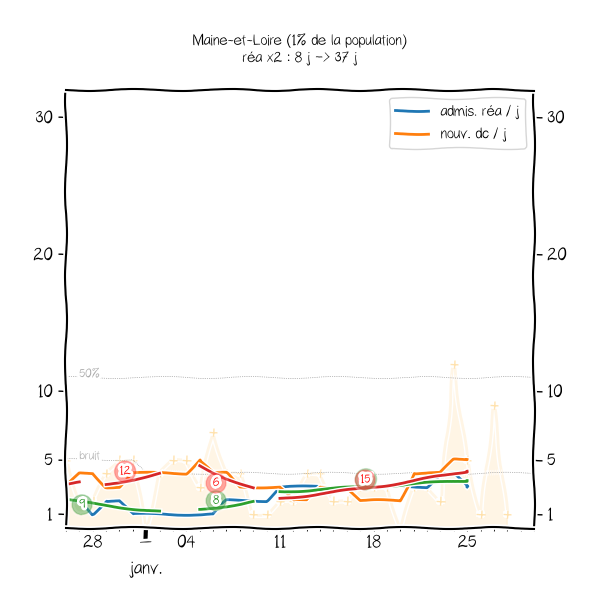 Maine-et-Loire (1% de la population)
réa x2 : 8 j -> 37 j
admis. réa / j
nouv. dc / j
30 30
20 20
50%
10 10
bruit
5 5
12
6
15
9
8
1 1
28 1 04 11 18 25
janv.